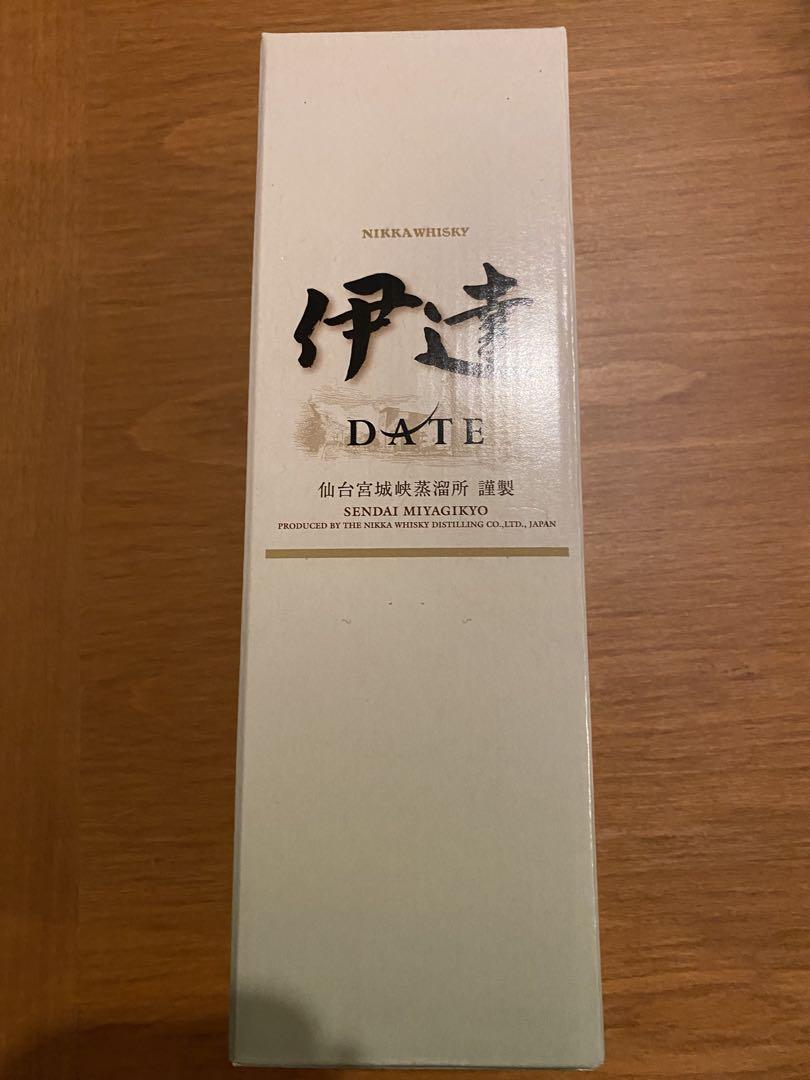 NIKKA WHISKY
伊達
DATE
仙台宮城峡蒸溜所 謹製
SENDAI MIYAGIKYO
PRODUCED BY THE NIKKA WHISKY DISTILLING CO.,LTD., JAPAN